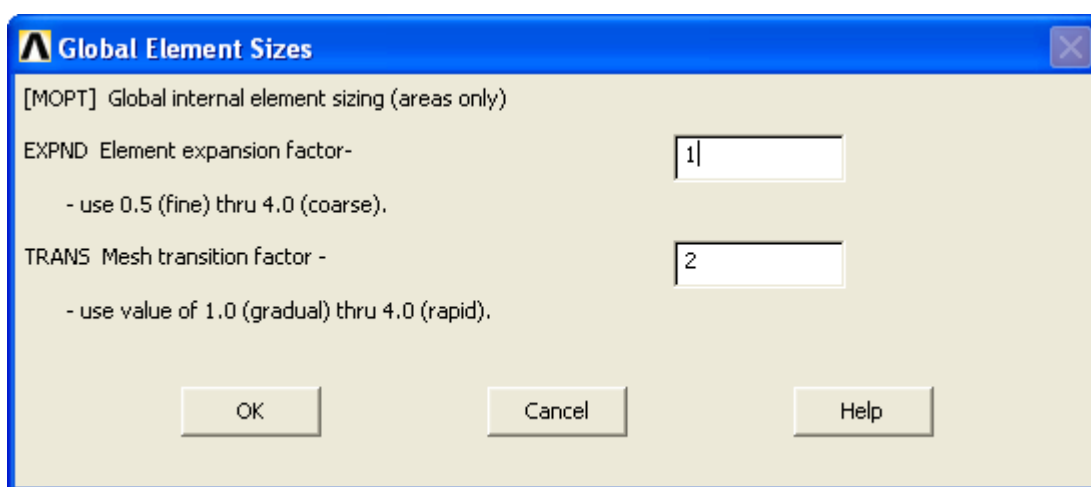 Global Element Sizes
[MOPT] Global internal element sizing (areas only)
EXPND Element expansion factor- 1
- use 0.5 (fine) thru 4.0 (coarse).
TRANS Mesh transition factor - 2
- use value of 1.0 (gradual) thru 4.0 (rapid).
OK Cancel Help